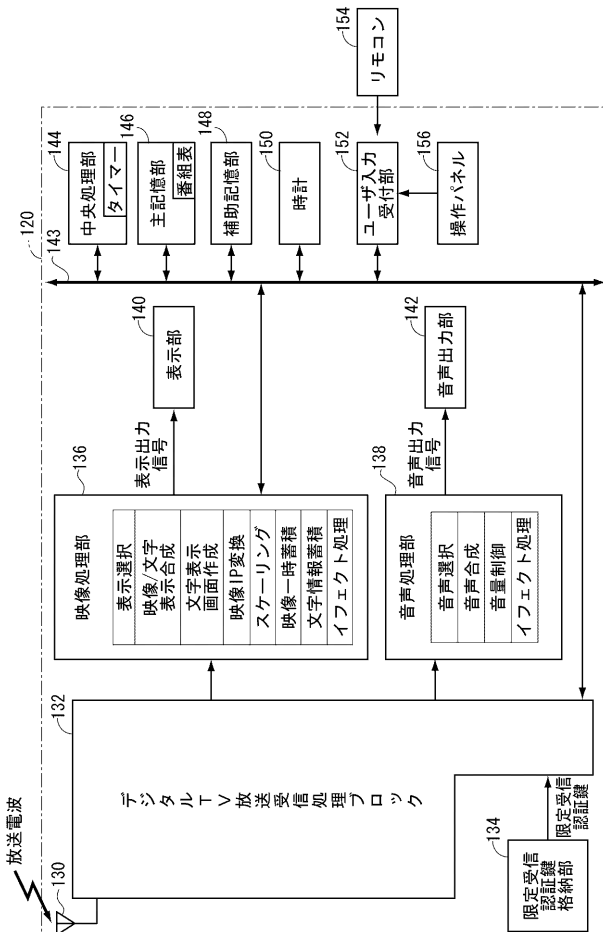 放送電波
130
132
デジタルTV放送受信処理ブロック
134
限定受信
認証鍵
格納部
限定受信
認証鍵
136
映像処理部
表示選択
映像/文字
表示合成
文字表示
画面作成
映像IP変換
スケーリング
映像一時蓄積
文字情報蓄積
イフェクト処理
138
音声処理部
音声選択
音声合成
音量制御
イフェクト処理
表示出力
信号
140
表示部
音声出力
信号
142
音声出力部
120
143
144
中央処理部
タイマー
146
主記憶部
番組表
148
補助記憶部
150
時計
152
ユーザ入力
受付部
154
リモコン
156
操作パネル